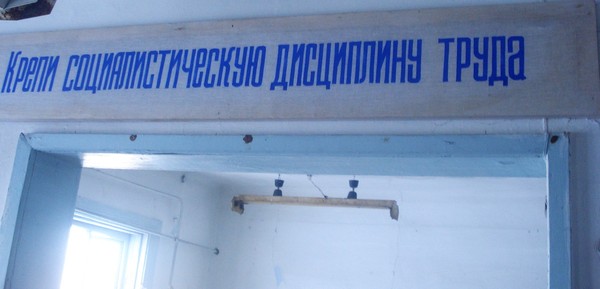 Крепи социалистическую дисциплину труда